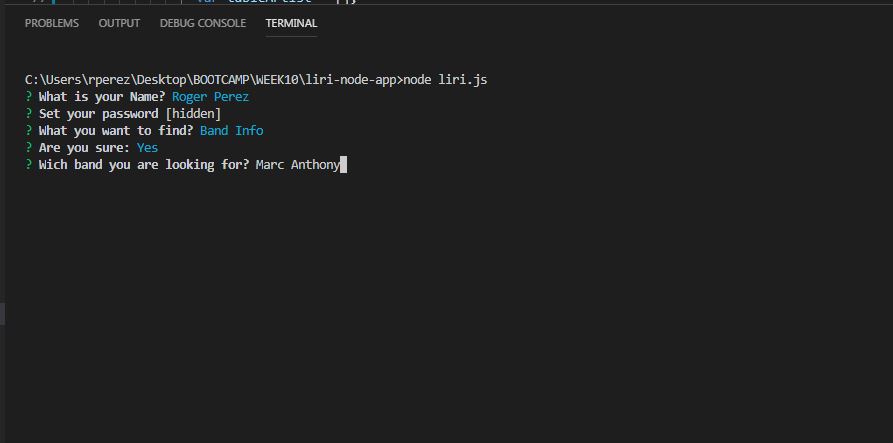 PROBLEMS OUTPUT DEBUG CONSOLE TERMINAL
C:\Users\rperez\Desktop\BOOTCAMP\WEEK10\liri-node-app>node liri.js
? What is your Name? Roger Perez
? Set your password [hidden]
? What you want to find? Band Info
? Are you sure: Yes
? Wich band you are looking for? Marc Anthony